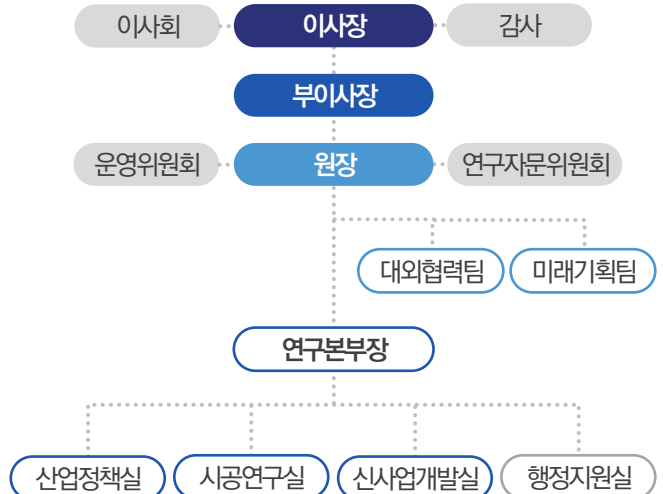 이사회 이사장 감사
부이사장
운영위원회 원장 연구자문위원회
대외협력팀 미래기획팀
연구본부장
산업정책실 시공연구실 신사업개발실 행정지원실